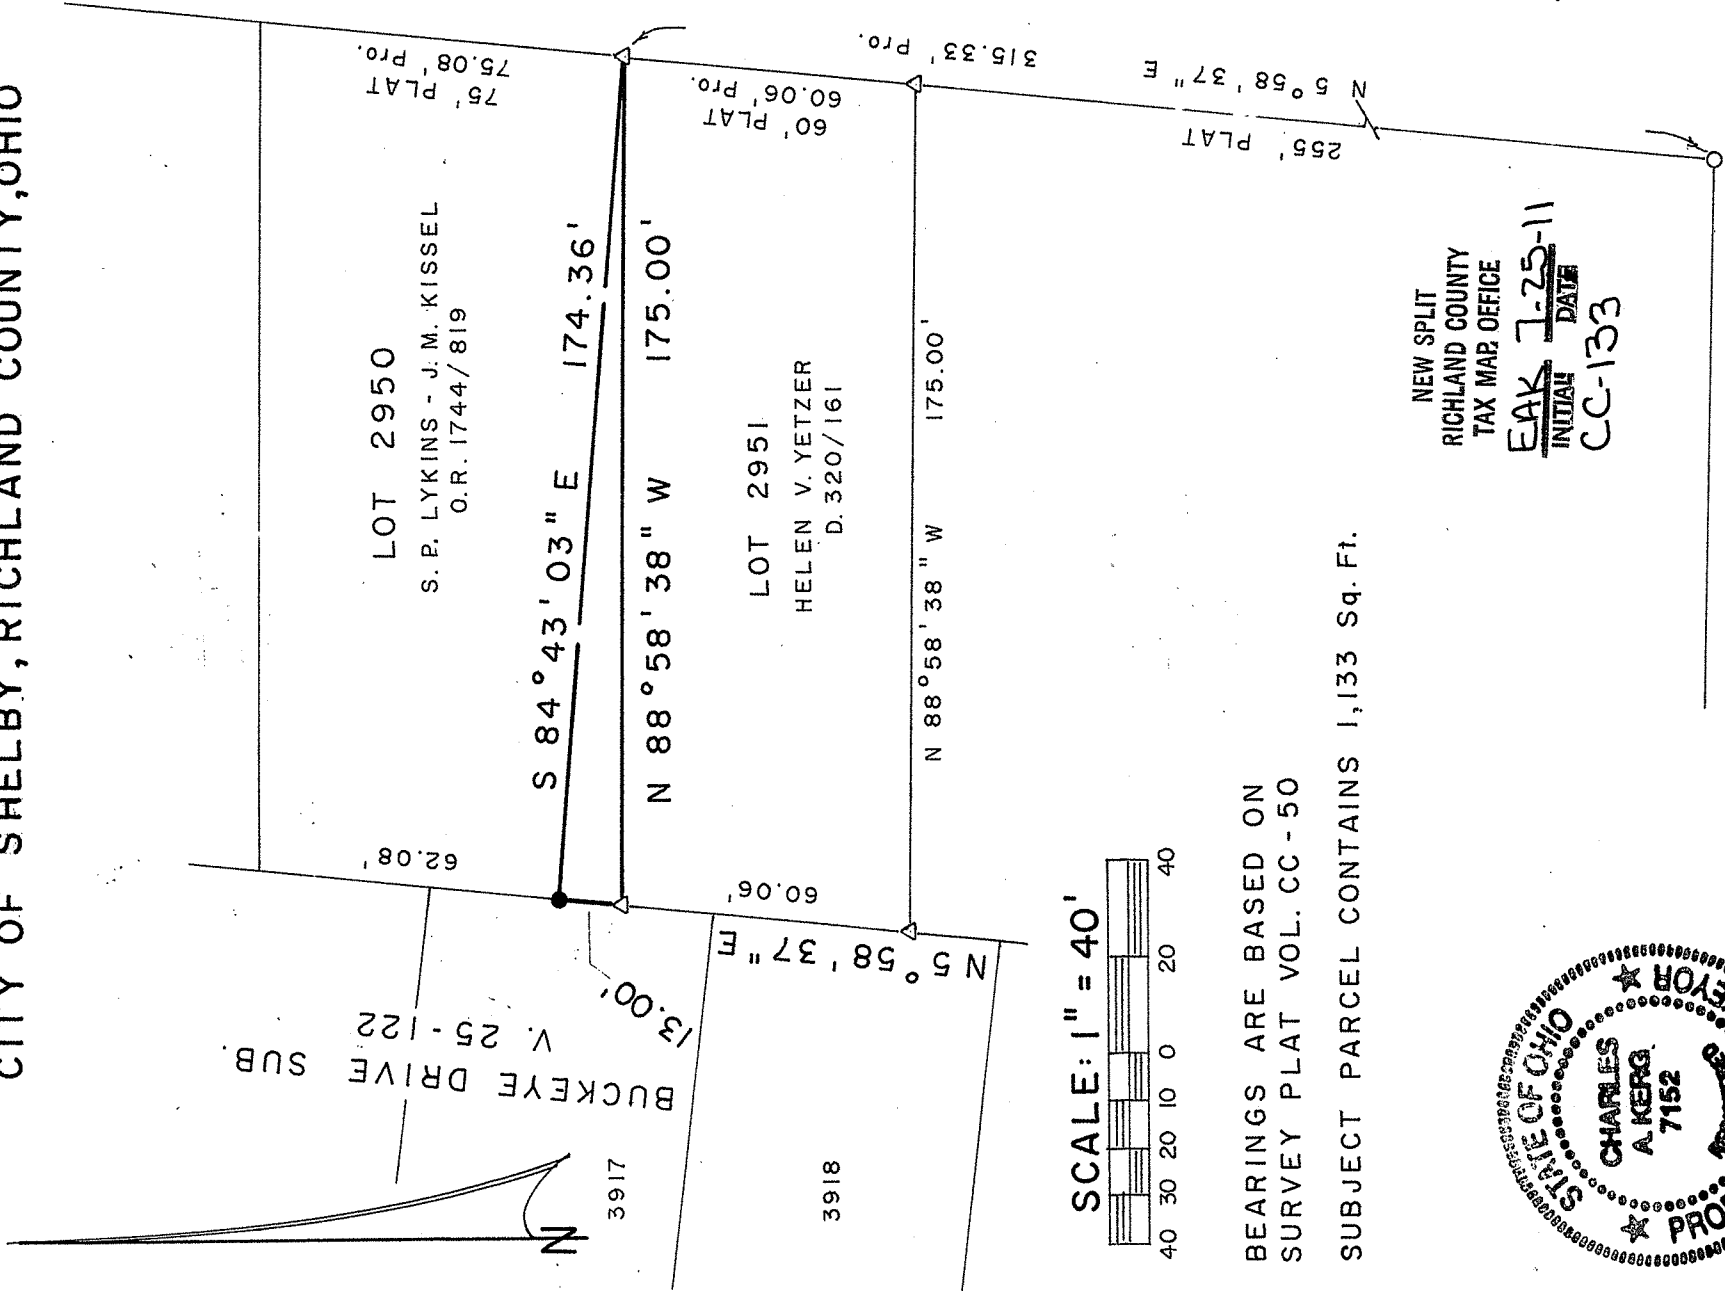 CITY OF SHELBY, RICHLAND COUNTY, OHIO
75.08' Pro.
75' PLAT
60.06' Pro.
60' PLAT
315.33' Pro.
N 5° 58' 37" E
255' PLAT
LOT 2950
S. P. LYKINS - J. M. KISSEL
O.R. 1744/819
S 84° 43' 03" E 174.36'
N 88° 58' 38" W 175.00'
LOT 2951
HELEN V. YETZER
D. 320/161
N 88° 58' 38" W 175.00'
62.08'
60.06'
N 5° 58' 37" E
13.00'
BUCKEYE DRIVE SUB.
V. 25-122
3917
3918
N
SCALE: 1" = 40'
40 30 20 10 0 20 40
BEARINGS ARE BASED ON
SURVEY PLAT VOL. CC-50
SUBJECT PARCEL CONTAINS 1,133 Sq. Ft.
NEW SPLIT
RICHLAND COUNTY
TAX MAP OFFICE
EAK 7-25-11
INITIAL DATE
CC-133
STATE OF OHIO
CHARLES
A. KERG
7152